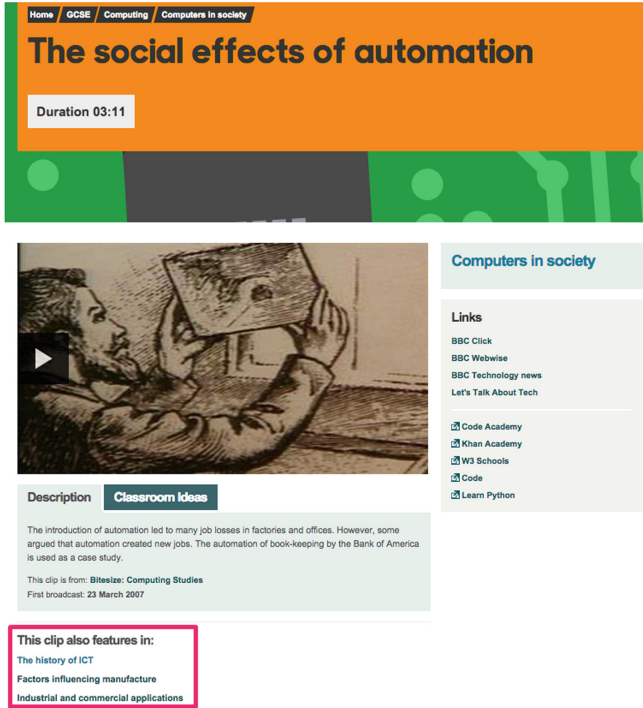 Home GCSE Computing Computers in society
The social effects of automation
Duration 03:11
Computers in society
Links
BBC Click
BBC Webwise
BBC Technology news
Let's Talk About Tech
Code Academy
Khan Academy
W3 Schools
Code
Learn Python
Description Classroom Ideas
The introduction of automation led to many job losses in factories and offices. However, some
argued that automation created new jobs. The automation of book-keeping by the Bank of America
is used as a case study.
This clip is from: Bitesize: Computing Studies
First broadcast: 23 March 2007
This clip also features in:
The history of ICT
Factors influencing manufacture
Industrial and commercial applications